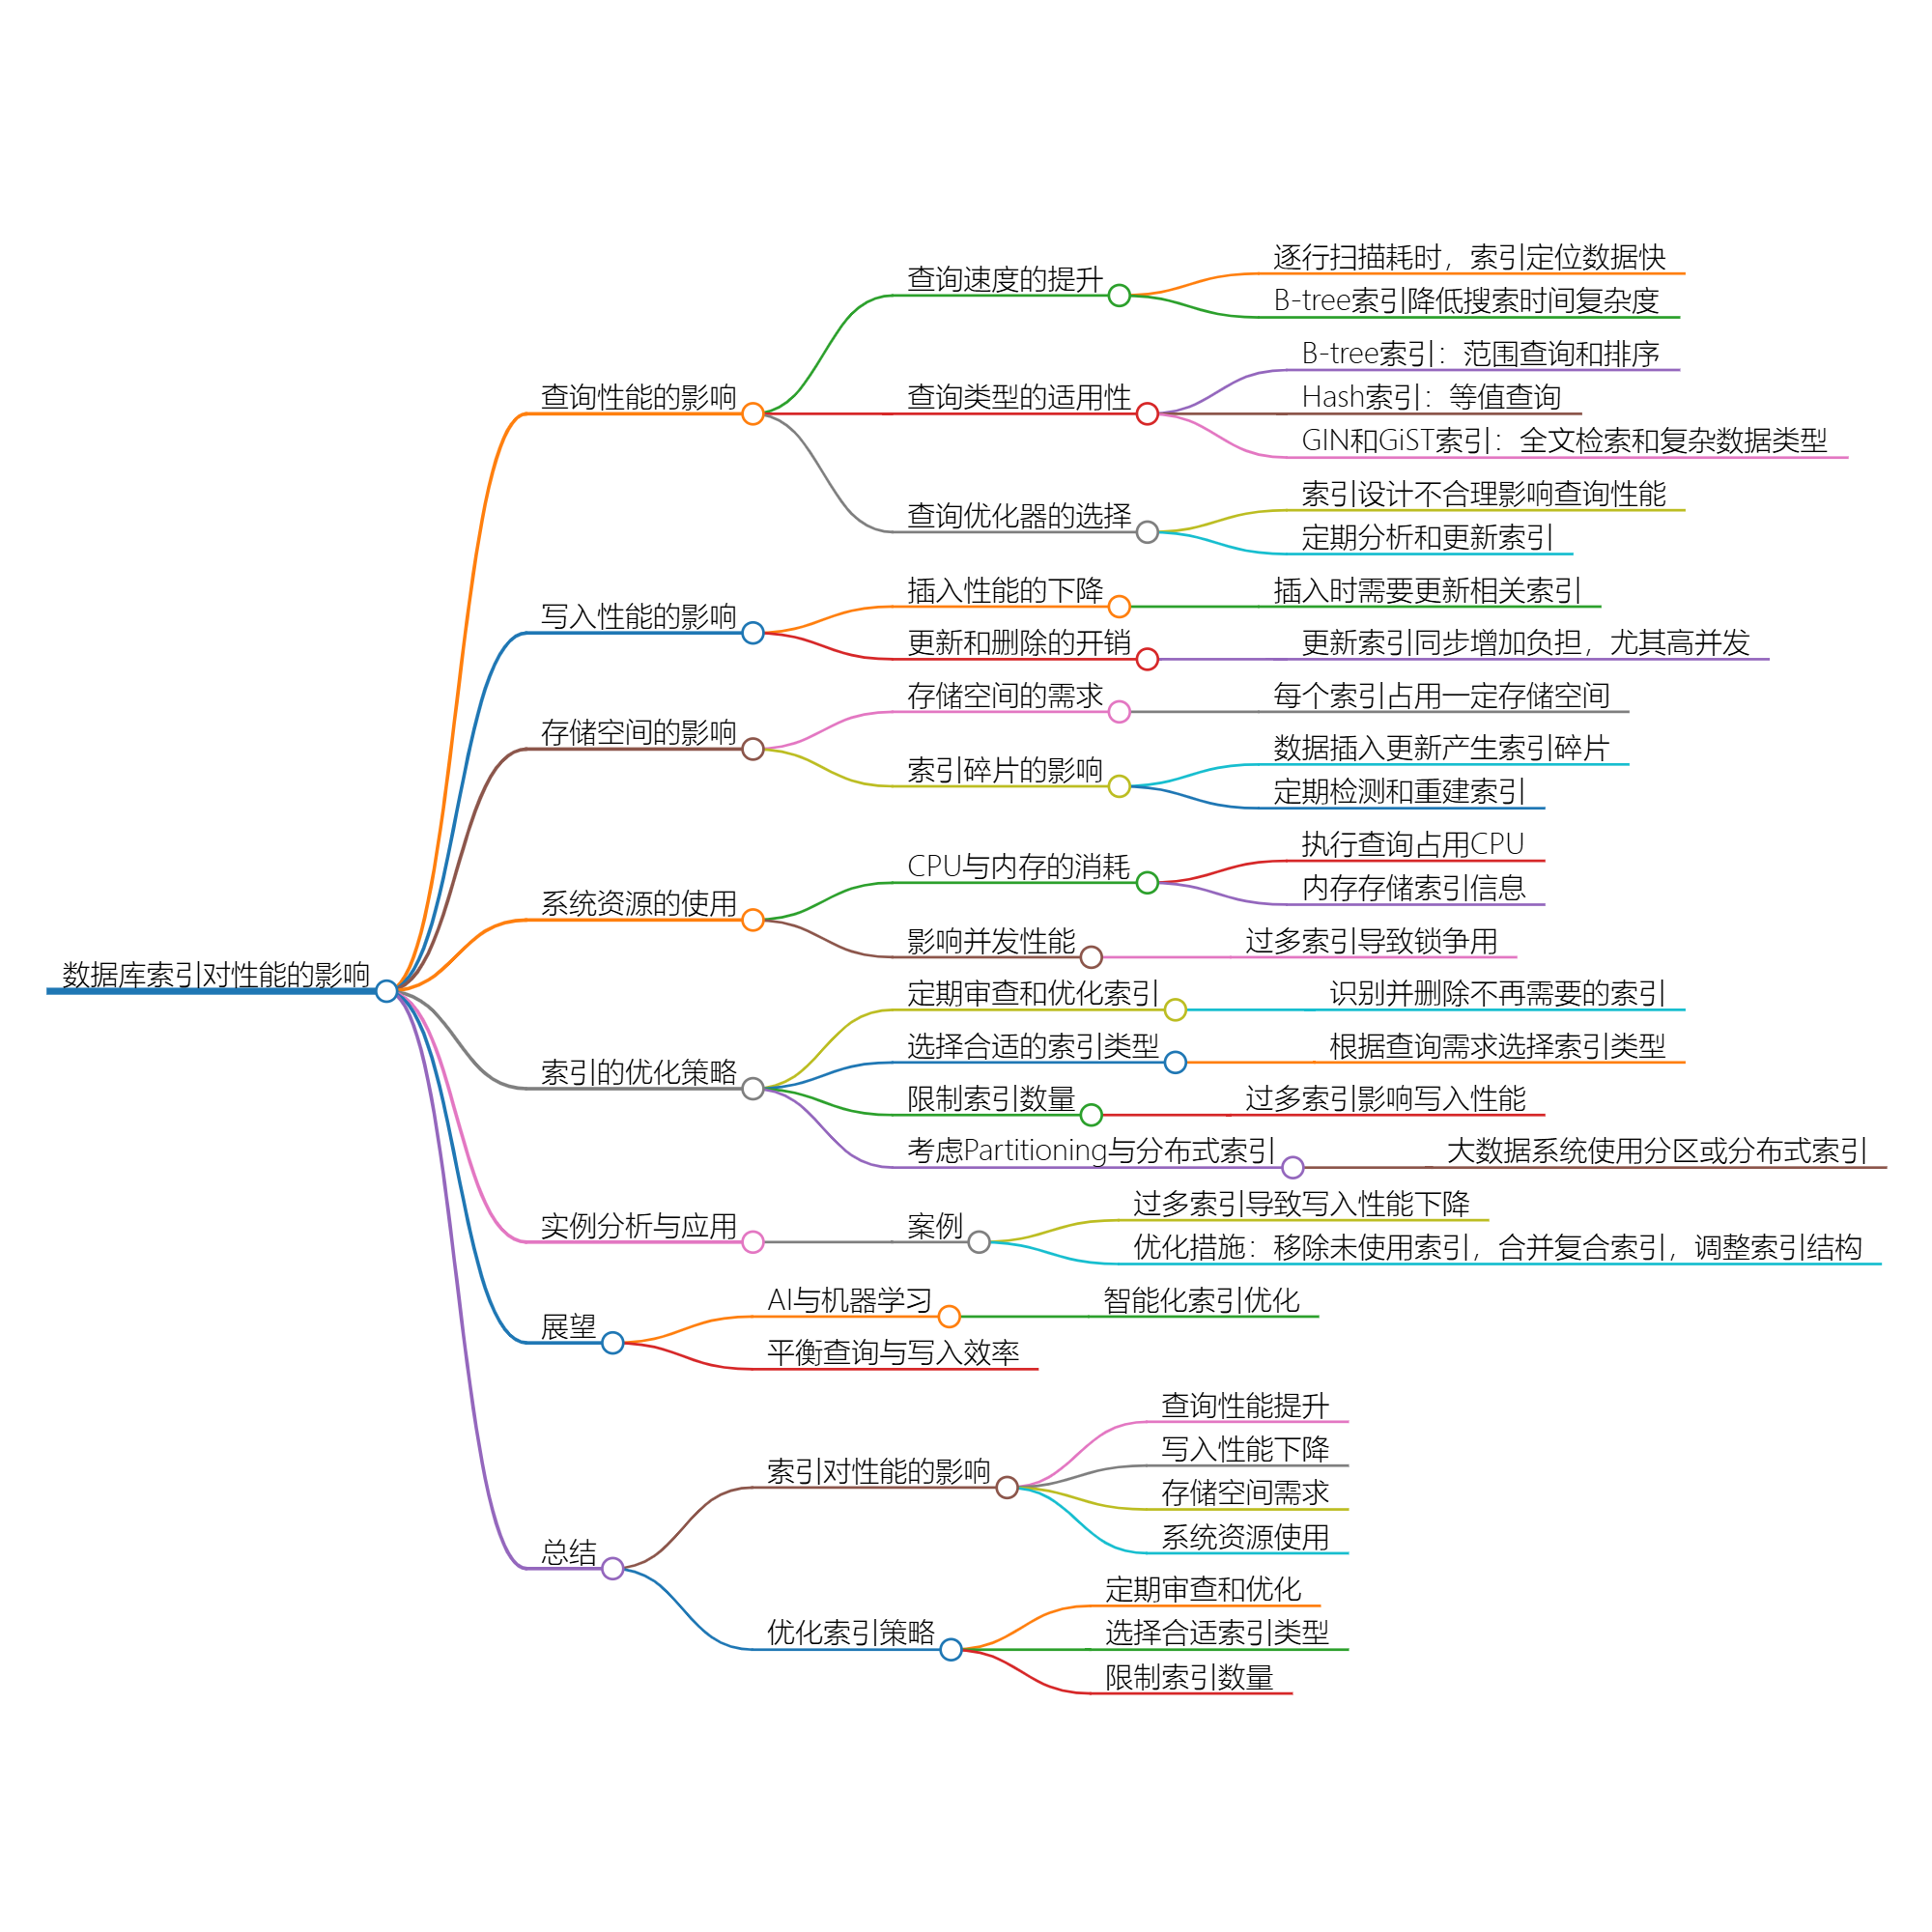 数据库索引对性能的影响
查询性能的影响
查询速度的提升
逐行扫描耗时，索引定位数据快
B-tree索引降低搜索时间复杂度
查询类型的适用性
B-tree索引：范围查询和排序
Hash索引：等值查询
GIN和GiST索引：全文检索和复杂数据类型
查询优化器的选择
索引设计不合理影响查询性能
定期分析和更新索引
写入性能的影响
插入性能的下降
插入时需要更新相关索引
更新和删除的开销
更新索引同步增加负担，尤其高并发
存储空间的影响
存储空间的需求
每个索引占用一定存储空间
索引碎片的影响
数据插入更新产生索引碎片
定期检测和重建索引
系统资源的使用
CPU与内存的消耗
执行查询占用CPU
内存存储索引信息
影响并发性能
过多索引导致锁争用
索引的优化策略
定期审查和优化索引
识别并删除不再需要的索引
选择合适的索引类型
根据查询需求选择索引类型
限制索引数量
过多索引影响写入性能
考虑Partitioning与分布式索引
大数据系统使用分区或分布式索引
实例分析与应用
案例
过多索引导致写入性能下降
优化措施：移除未使用索引，合并复合索引，调整索引结构
展望
AI与机器学习
智能化索引优化
平衡查询与写入效率
总结
索引对性能的影响
查询性能提升
写入性能下降
存储空间需求
系统资源使用
优化索引策略
定期审查和优化
选择合适索引类型
限制索引数量